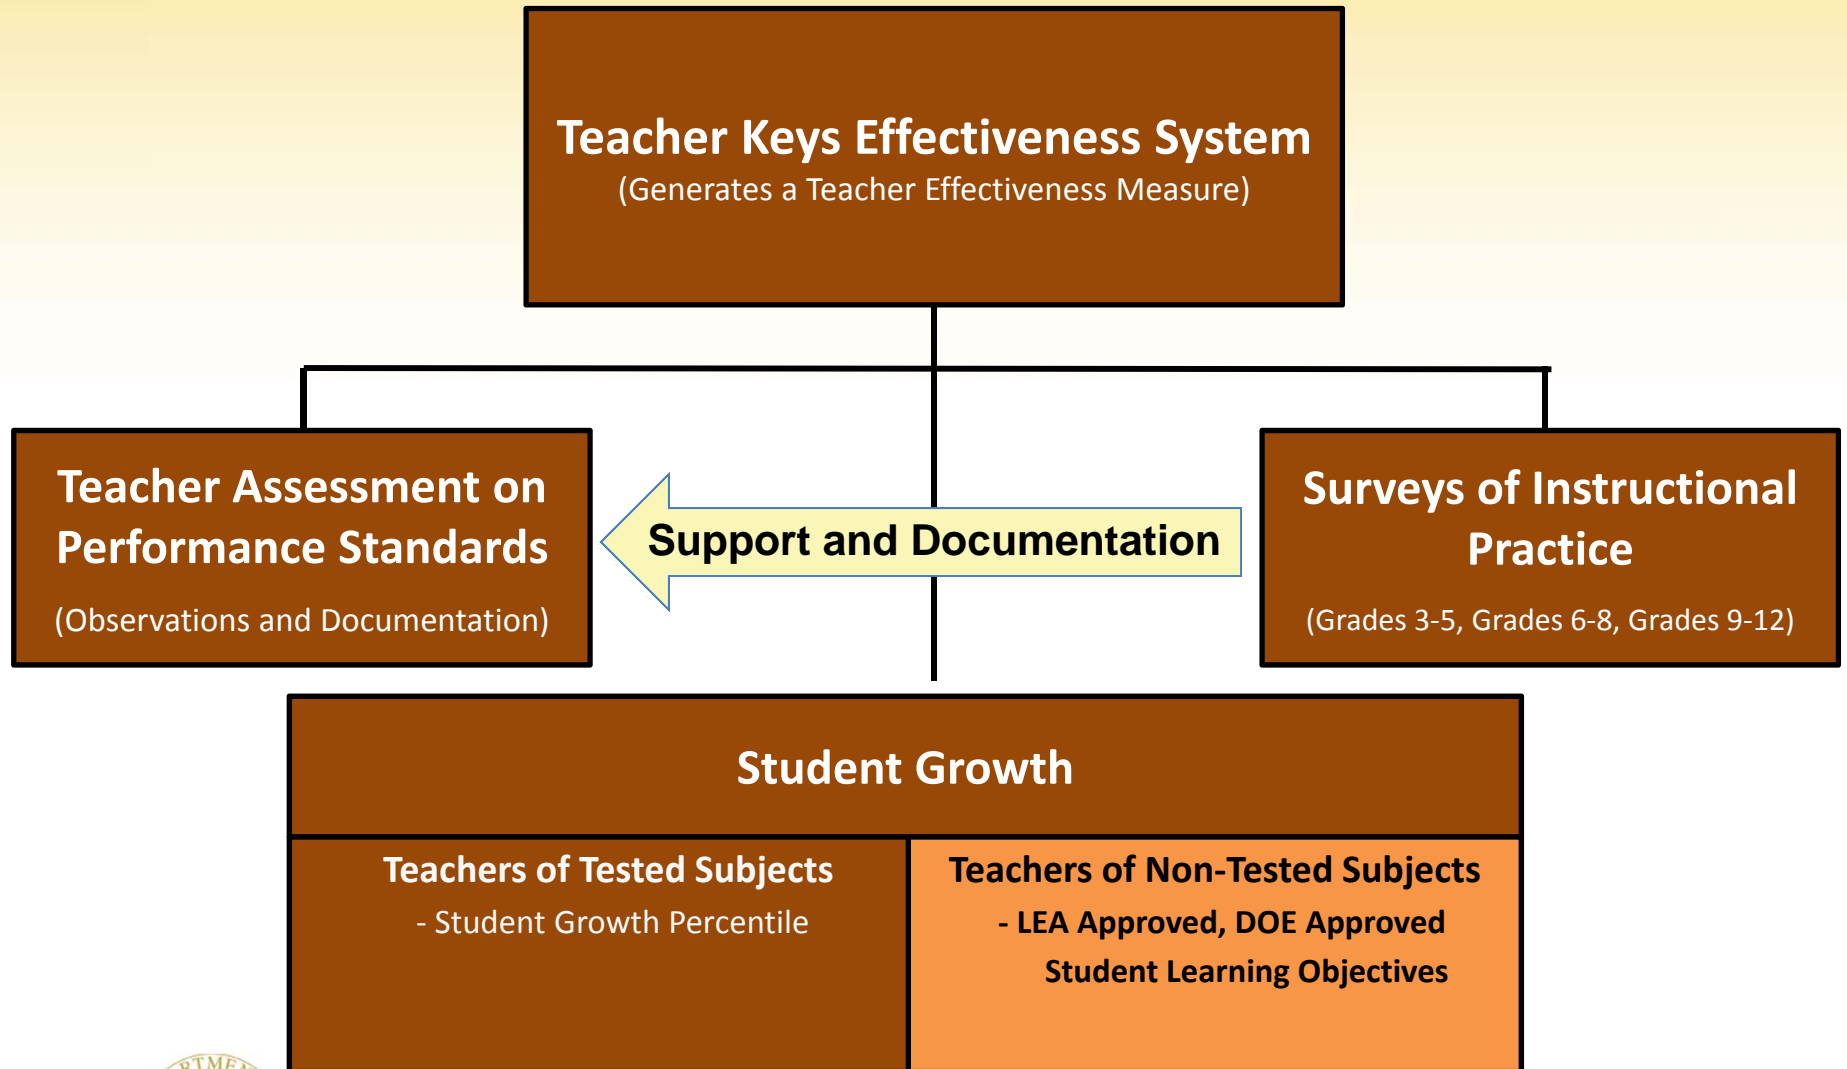 Teacher Keys Effectiveness System
(Generates a Teacher Effectiveness Measure)
Teacher Assessment on
Performance Standards
(Observations and Documentation)
Support and Documentation
Surveys of Instructional
Practice
(Grades 3-5, Grades 6-8, Grades 9-12)
Student Growth
Teachers of Tested Subjects
- Student Growth Percentile
Teachers of Non-Tested Subjects
- LEA Approved, DOE Approved
Student Learning Objectives